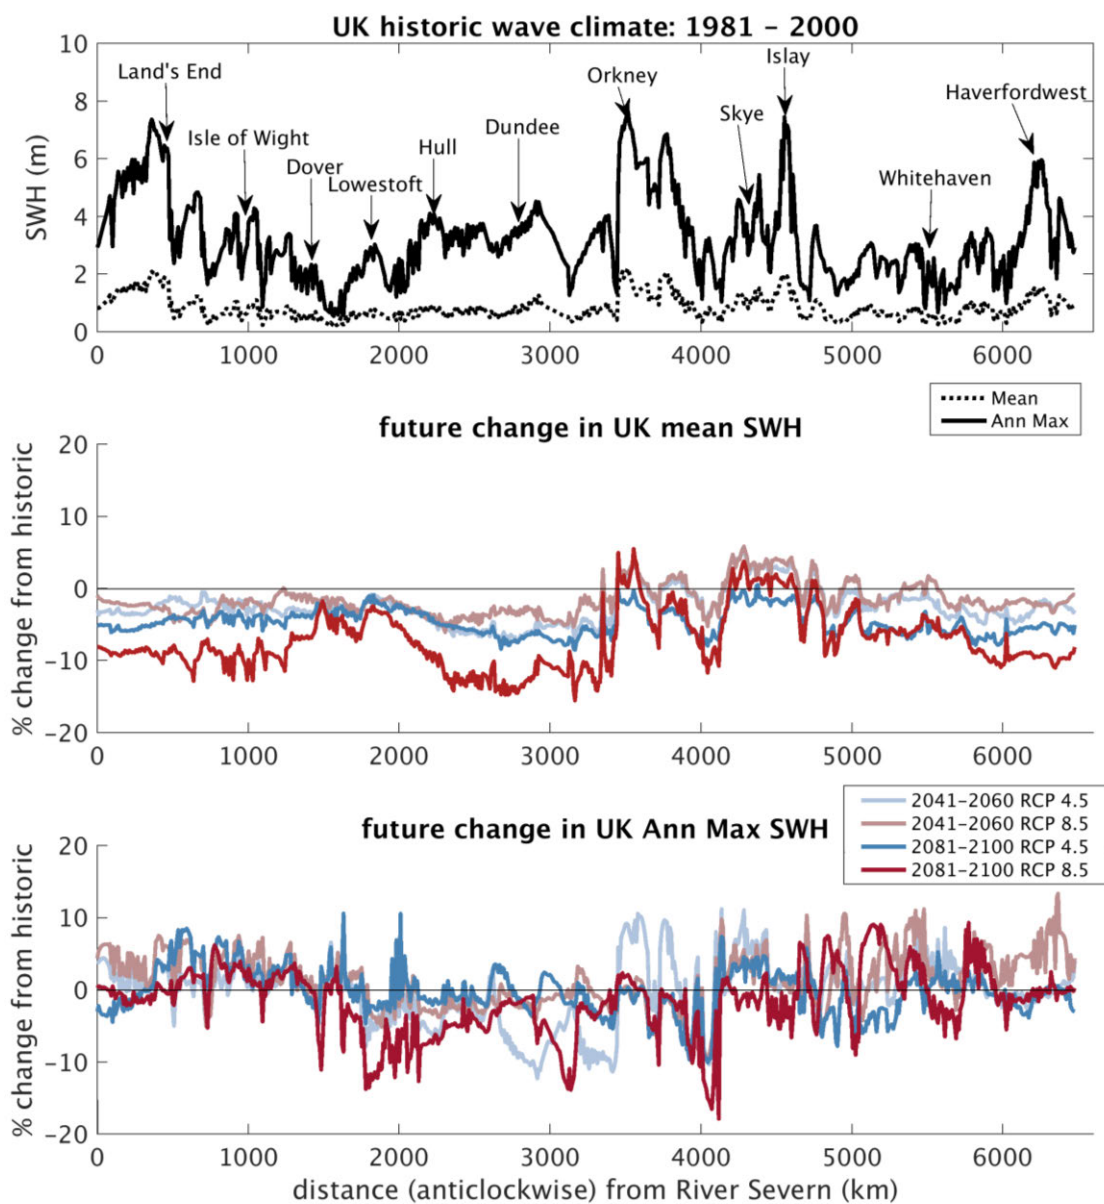 UK historic wave climate: 1981 – 2000
10
8
6
4
2
0
SWH (m)
Land's End
Isle of Wight
Dover
Lowestoft
Hull
Dundee
Orkney
Skye
Islay
Whitehaven
Haverfordwest
0 1000 2000 3000 4000 5000 6000
Mean
Ann Max
future change in UK mean SWH
20
10
0
-10
-20
% change from historic
0 1000 2000 3000 4000 5000 6000
2041–2060 RCP 4.5
2041–2060 RCP 8.5
2081–2100 RCP 4.5
2081–2100 RCP 8.5
future change in UK Ann Max SWH
20
10
0
-10
-20
% change from historic
0 1000 2000 3000 4000 5000 6000
distance (anticlockwise) from River Severn (km)